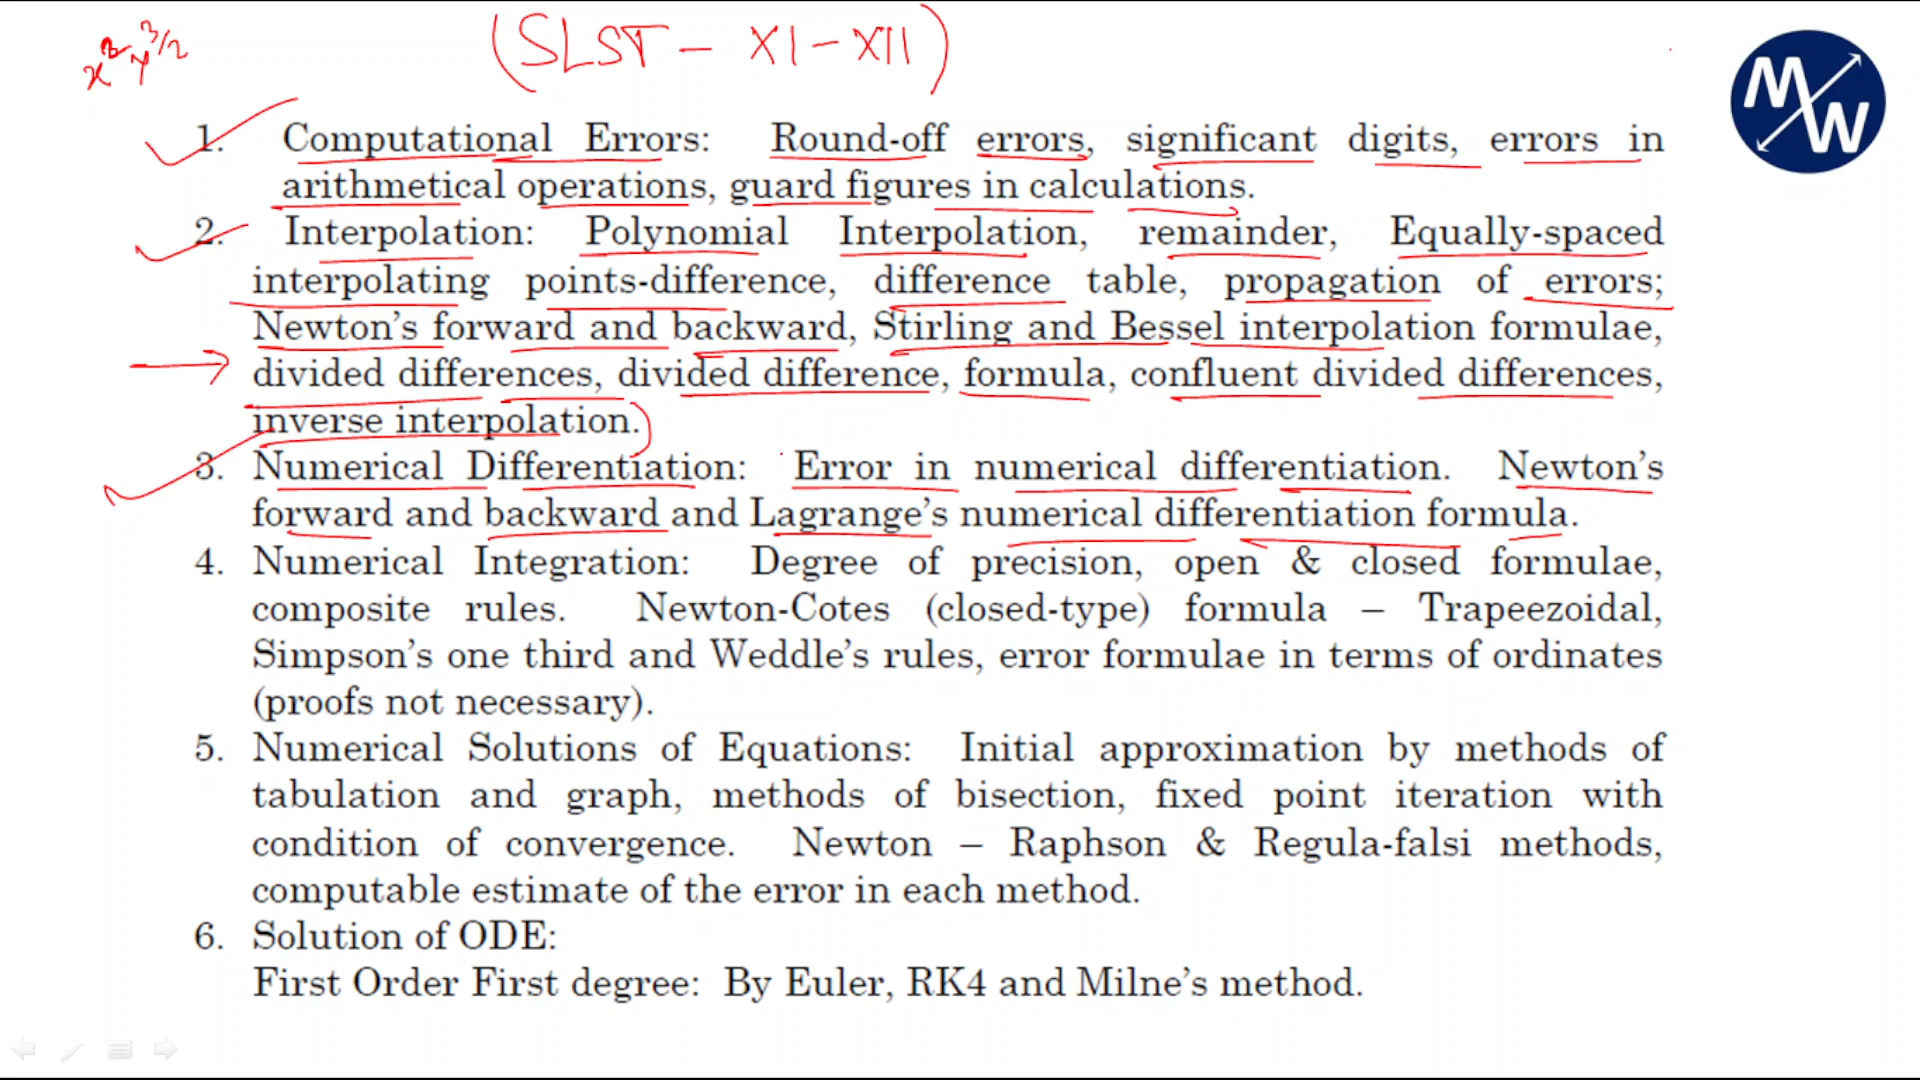 x² y^3/2
(SLST - XI - XII)
MW
1. Computational Errors: Round-off errors, significant digits, errors in
arithmetical operations, guard figures in calculations.
2. Interpolation: Polynomial Interpolation, remainder, Equally-spaced
interpolating points-difference, difference table, propagation of errors;
Newton's forward and backward, Stirling and Bessel interpolation formulae,
divided differences, divided difference, formula, confluent divided differences,
inverse interpolation.
3. Numerical Differentiation: Error in numerical differentiation. Newton's
forward and backward and Lagrange's numerical differentiation formula.
4. Numerical Integration: Degree of precision, open & closed formulae,
composite rules. Newton-Cotes (closed-type) formula – Trapeezoidal,
Simpson's one third and Weddle's rules, error formulae in terms of ordinates
(proofs not necessary).
5. Numerical Solutions of Equations: Initial approximation by methods of
tabulation and graph, methods of bisection, fixed point iteration with
condition of convergence. Newton – Raphson & Regula-falsi methods,
computable estimate of the error in each method.
6. Solution of ODE:
First Order First degree: By Euler, RK4 and Milne's method.